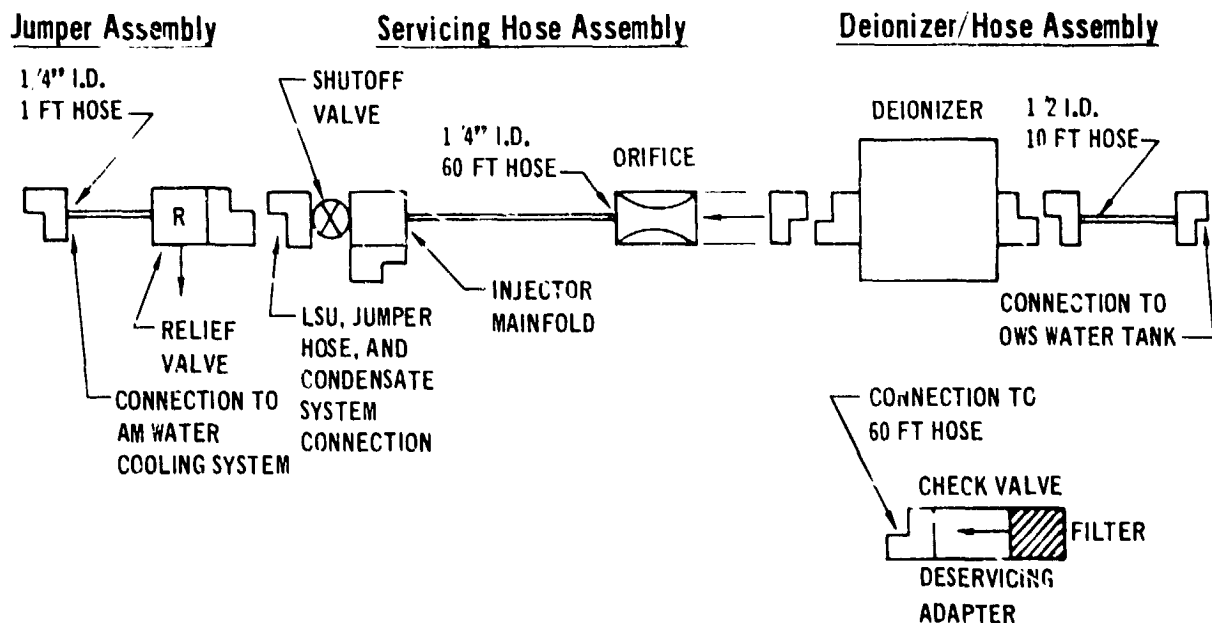 Jumper Assembly
Servicing Hose Assembly
Deionizer/Hose Assembly
1/4" I.D.
1 FT HOSE
SHUTOFF
VALVE
1/4" I.D.
60 FT HOSE
ORIFICE
DEIONIZER
1/2 I.D.
10 FT HOSE
R
RELIEF
VALVE
CONNECTION TO
AM WATER
COOLING SYSTEM
LSU, JUMPER
HOSE, AND
CONDENSATE
SYSTEM
CONNECTION
INJECTOR
MAINFOLD
CONNECTION TO
OWS WATER TANK
CONNECTION TO
60 FT HOSE
CHECK VALVE
FILTER
DESERVICING
ADAPTER